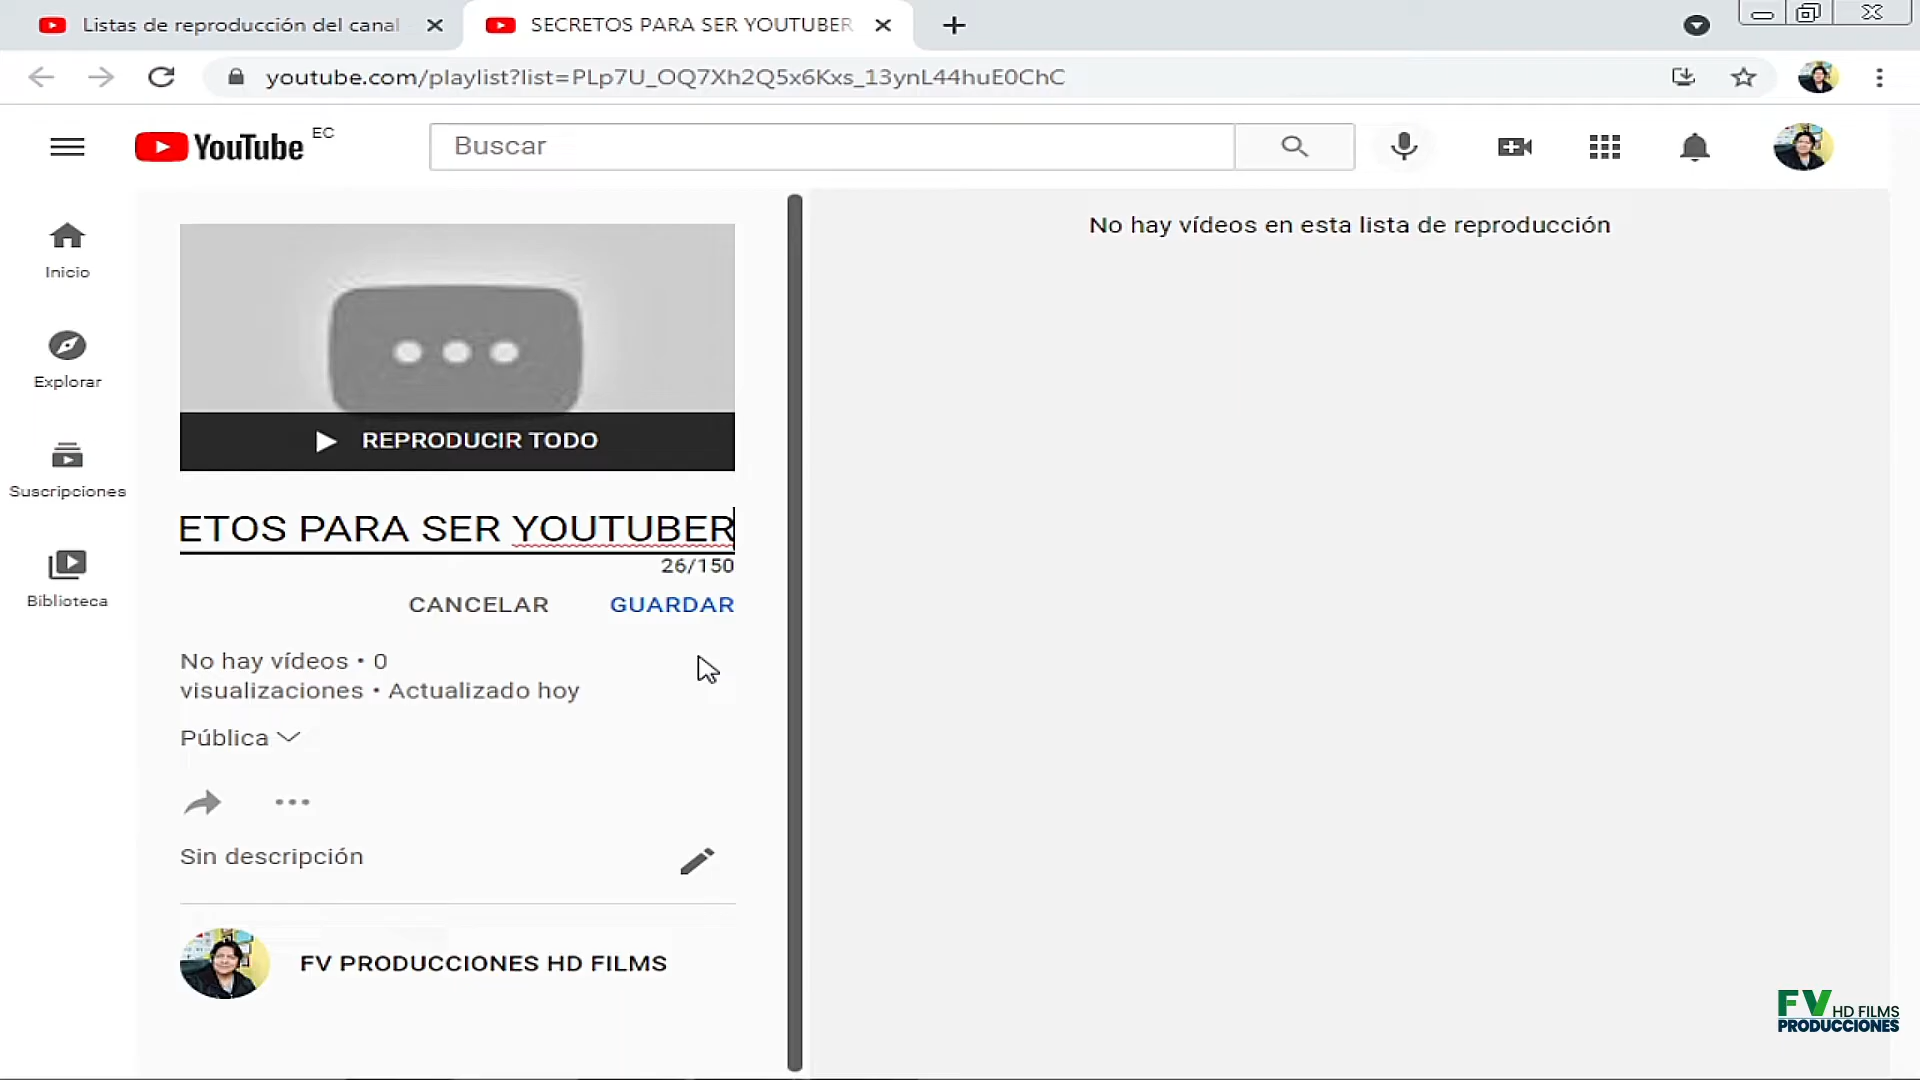 Listas de reproducción del canal
SECRETOS PARA SER YOUTUBER
youtube.com/playlist?list=PLp7U_OQ7Xh2Q5x6Kxs_13ynL44huE0ChC
YouTube EC
Buscar
Inicio
Explorar
Suscripciones
Biblioteca
REPRODUCIR TODO
ETOS PARA SER YOUTUBER
26/150
CANCELAR GUARDAR
No hay vídeos • 0
visualizaciones • Actualizado hoy
Pública
Sin descripción
FV PRODUCCIONES HD FILMS
No hay vídeos en esta lista de reproducción
FV HD FILMS
PRODUCCIONES